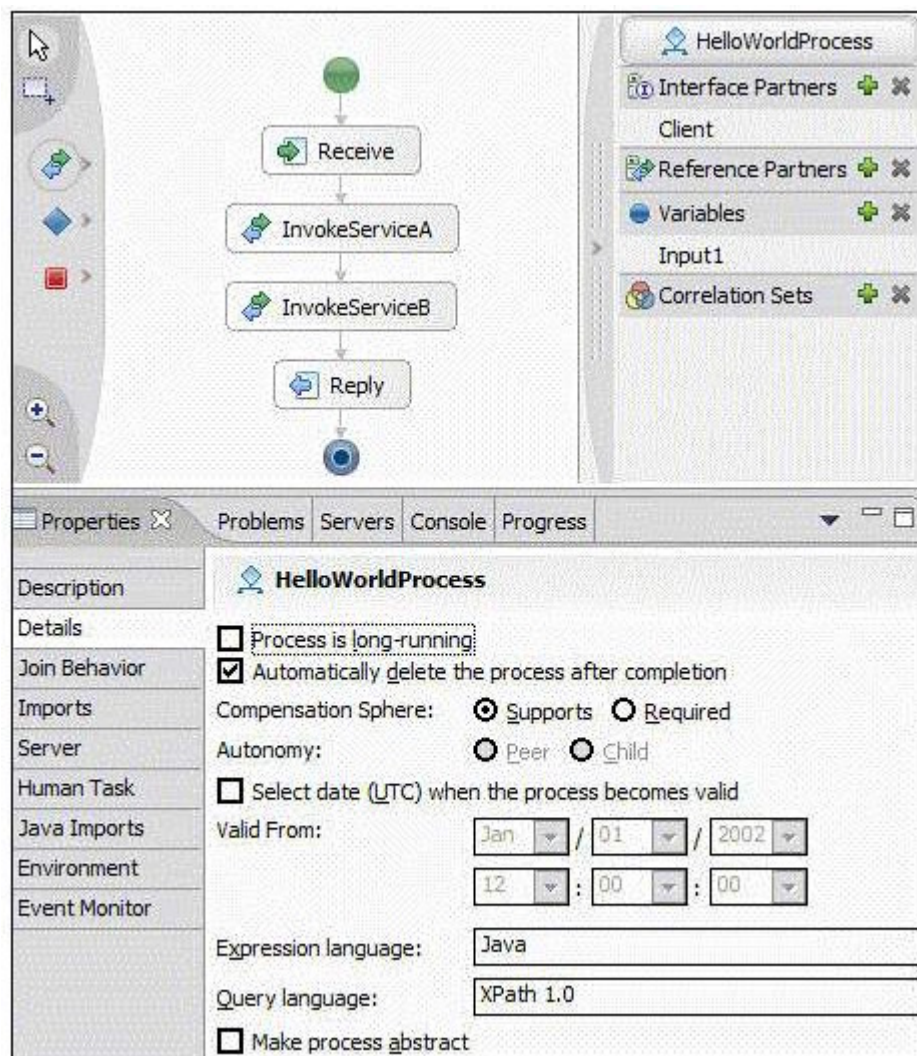 HelloWorldProcess
Interface Partners
Client
Reference Partners
Variables
Input1
Correlation Sets
Receive
InvokeServiceA
InvokeServiceB
Reply
Properties Problems Servers Console Progress
Description
Details
Join Behavior
Imports
Server
Human Task
Java Imports
Environment
Event Monitor
HelloWorldProcess
Process is long-running
Automatically delete the process after completion
Compensation Sphere: Supports Required
Autonomy: Peer Child
Select date (UTC) when the process becomes valid
Valid From: Jan / 01 / 2002
12 : 00 : 00
Expression language: Java
Query language: XPath 1.0
Make process abstract